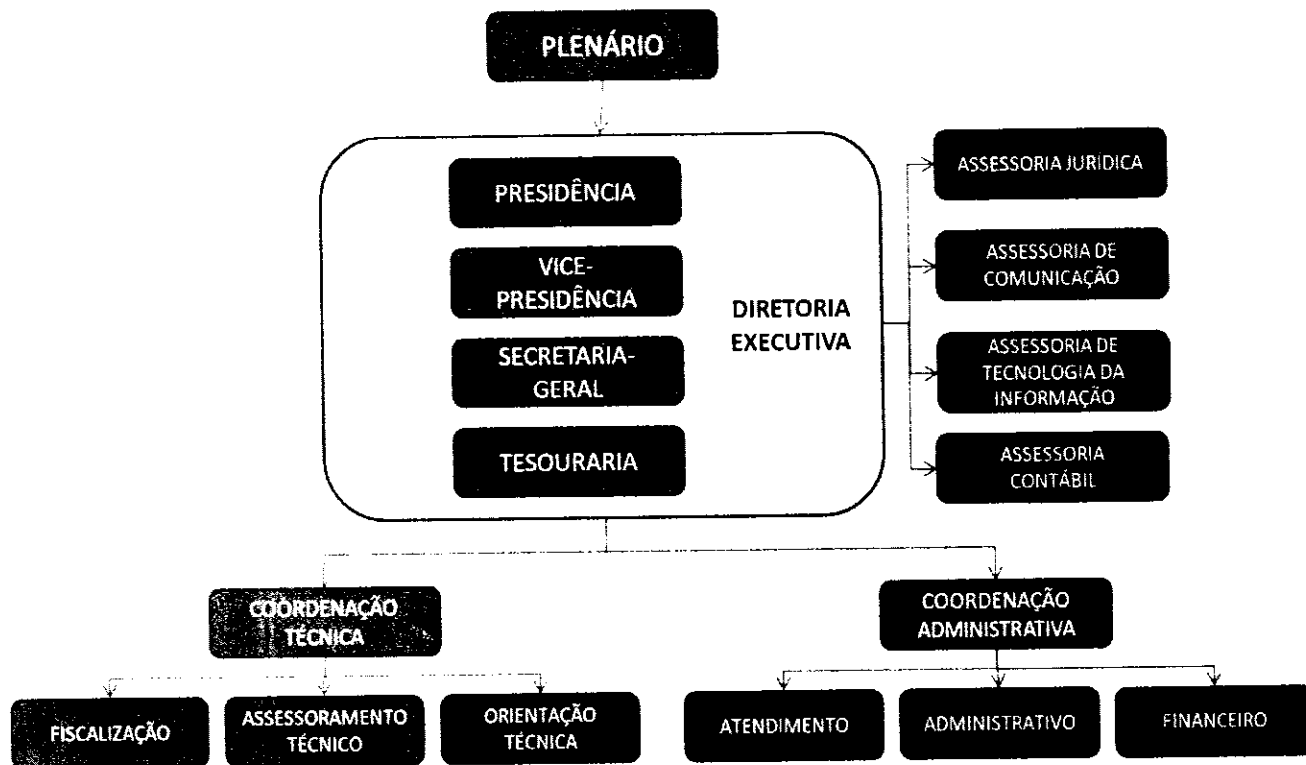 PLENÁRIO
PRESIDÊNCIA
VICE-
PRESIDÊNCIA
SECRETARIA-
GERAL
TESOURARIA
DIRETORIA
EXECUTIVA
ASSESSORIA JURÍDICA
ASSESSORIA DE
COMUNICAÇÃO
ASSESSORIA DE
TECNOLOGIA DA
INFORMAÇÃO
ASSESSORIA
CONTÁBIL
COORDENAÇÃO
TÉCNICA
COORDENAÇÃO
ADMINISTRATIVA
FISCALIZAÇÃO
ASSESSORAMENTO
TÉCNICO
ORIENTAÇÃO
TÉCNICA
ATENDIMENTO
ADMINISTRATIVO
FINANCEIRO